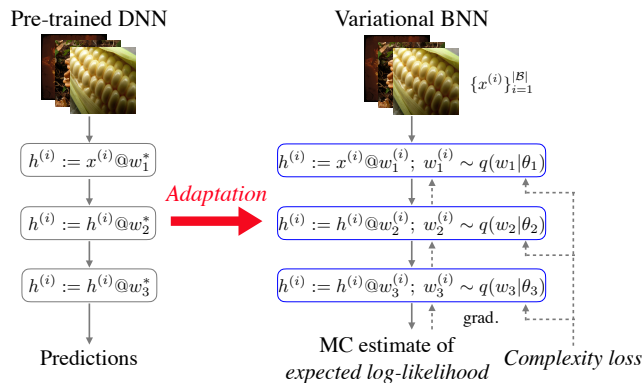 Pre-trained DNN
Variational BNN
$\{x^{(i)}\}_{i=1}^{|\mathcal{B}|}$
$h^{(i)} := x^{(i)} @ w_1^*$
$h^{(i)} := x^{(i)} @ w_1^{(i)};\ w_1^{(i)} \sim q(w_1|\theta_1)$
Adaptation
$h^{(i)} := h^{(i)} @ w_2^*$
$h^{(i)} := h^{(i)} @ w_2^{(i)};\ w_2^{(i)} \sim q(w_2|\theta_2)$
$h^{(i)} := h^{(i)} @ w_3^*$
$h^{(i)} := h^{(i)} @ w_3^{(i)};\ w_3^{(i)} \sim q(w_3|\theta_3)$
grad.
Predictions
MC estimate of
expected log-likelihood
Complexity loss